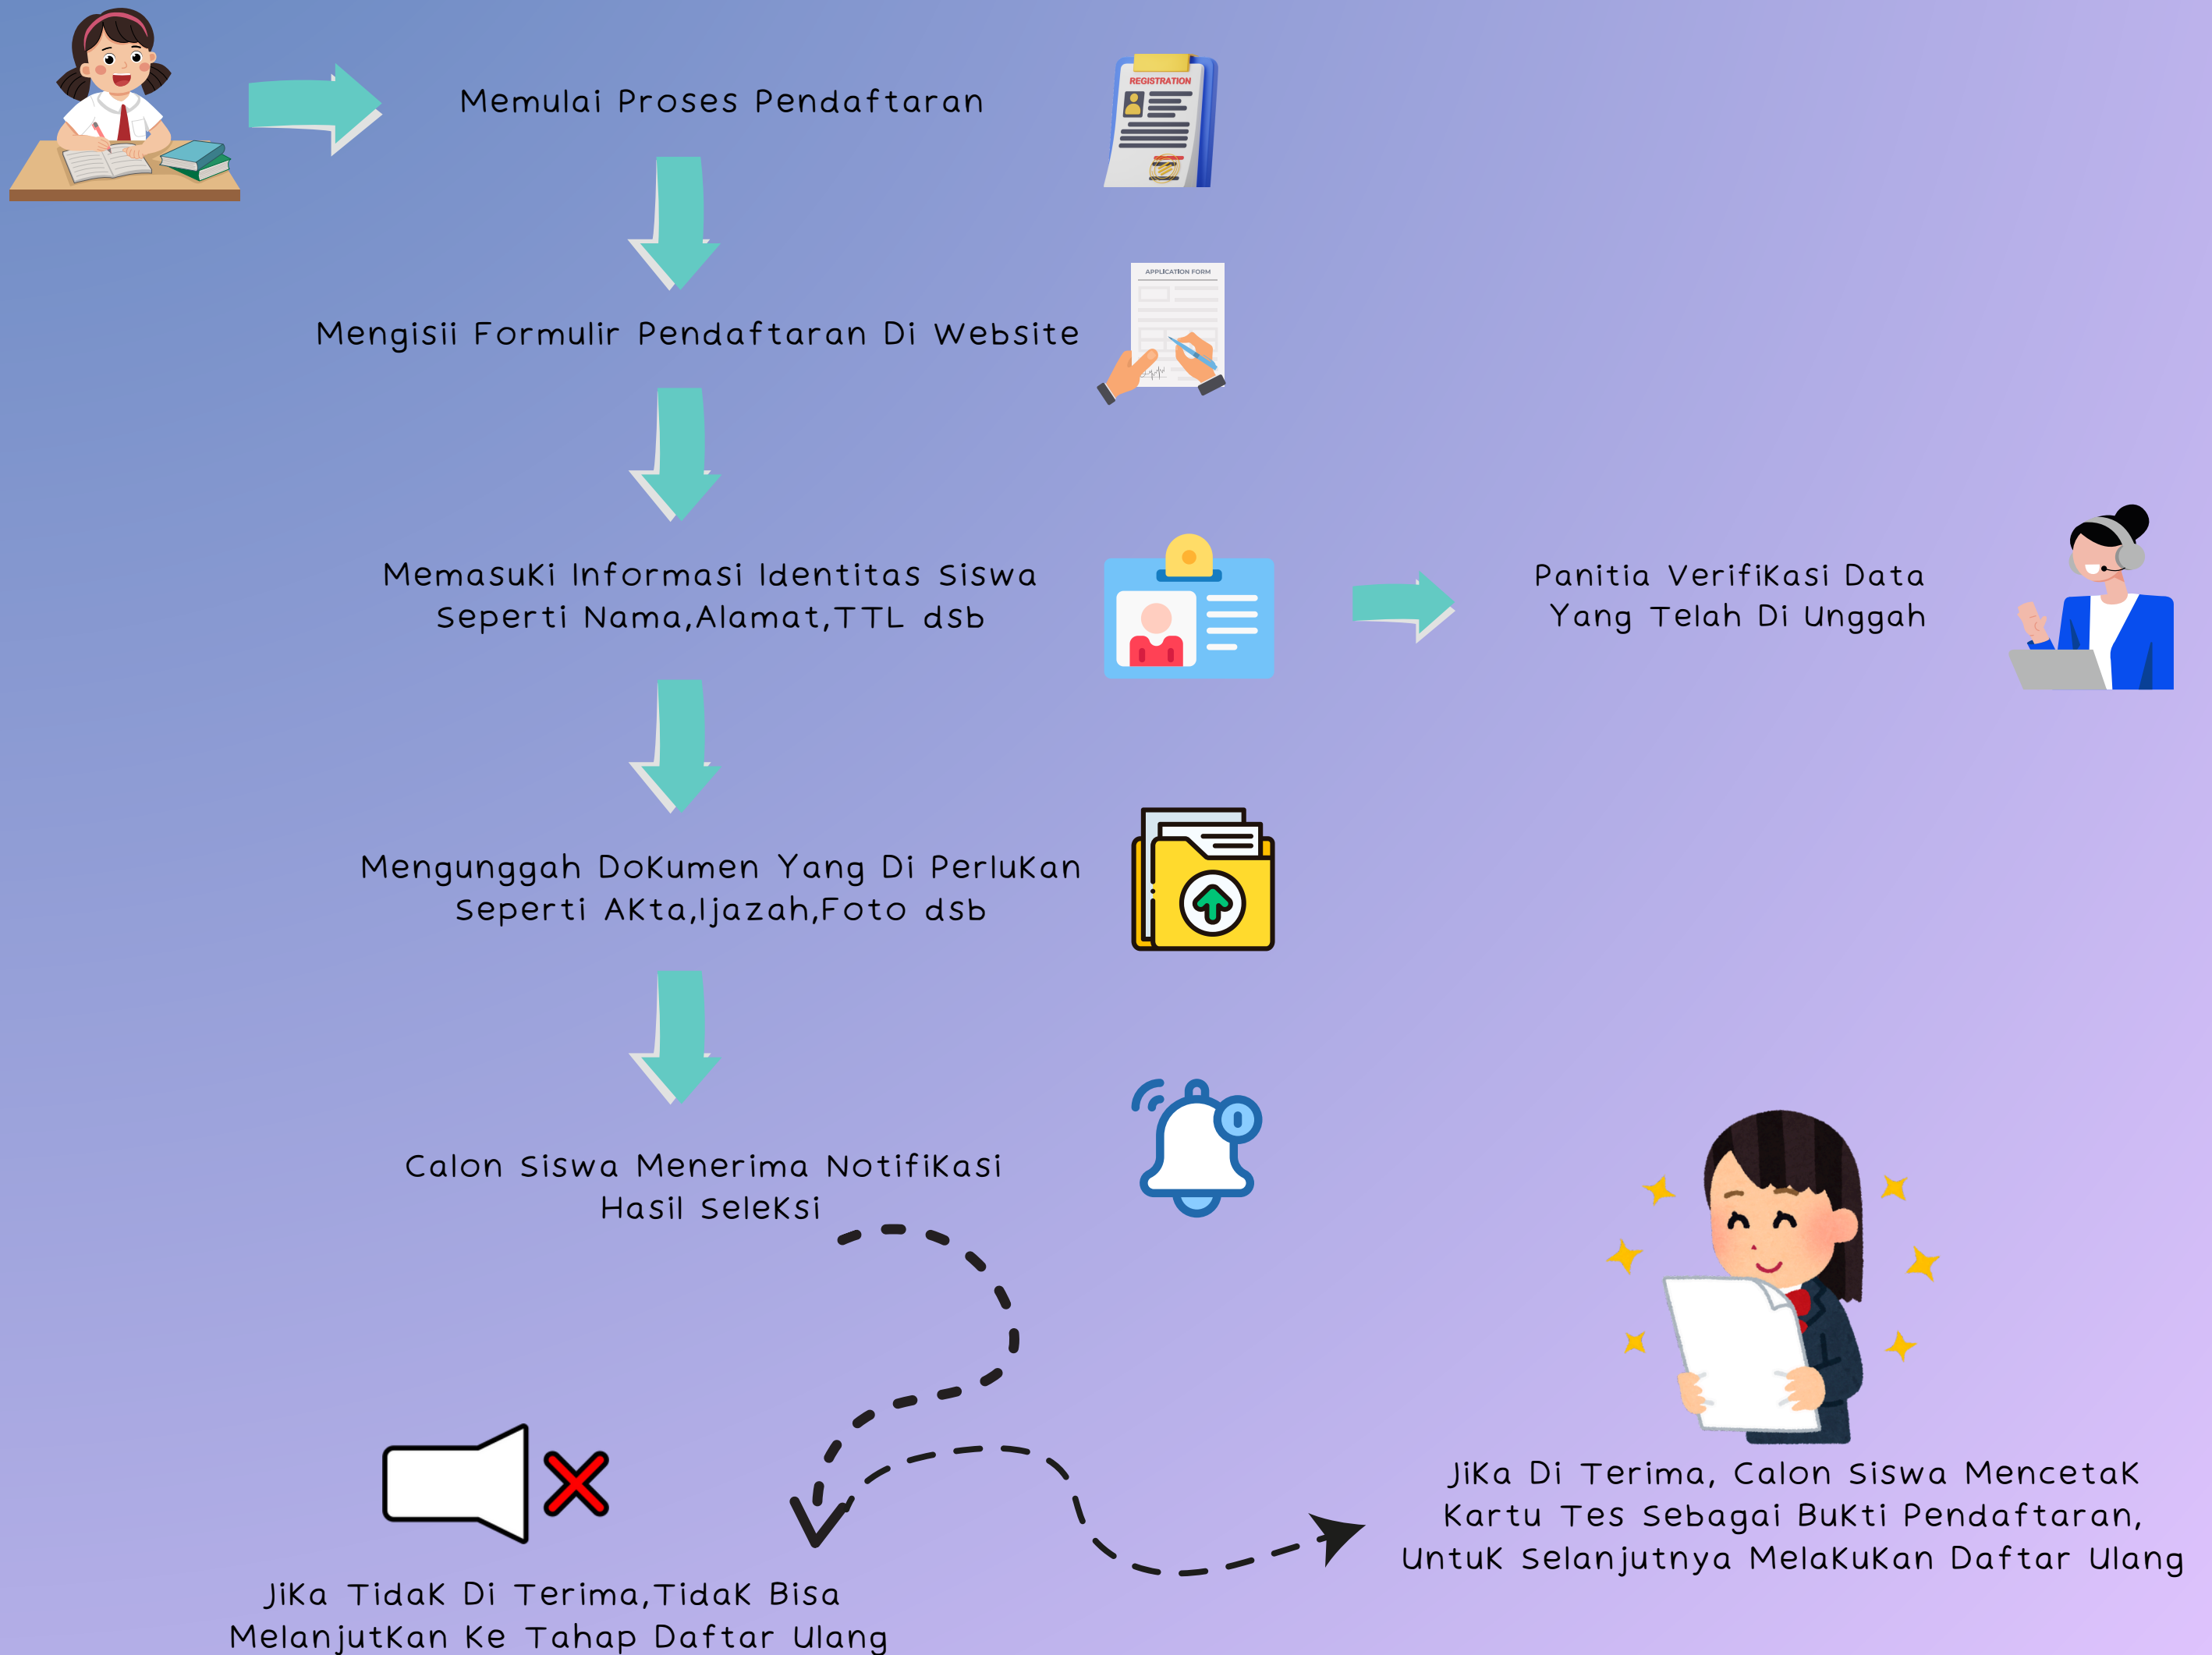 Memulai Proses Pendaftaran
REGISTRATION
APPLICATION FORM
Mengisii Formulir Pendaftaran Di Website
Memasuki Informasi Identitas Siswa
Seperti Nama,Alamat,TTL dsb
Panitia Verifikasi Data
Yang Telah Di Unggah
Mengunggah Dokumen Yang Di Perlukan
Seperti Akta,Ijazah,Foto dsb
Calon Siswa Menerima Notifikasi
Hasil Seleksi
Jika Di Terima, Calon Siswa Mencetak
Kartu Tes Sebagai Bukti Pendaftaran,
Untuk Selanjutnya Melakukan Daftar Ulang
Jika Tidak Di Terima,Tidak Bisa
Melanjutkan Ke Tahap Daftar Ulang